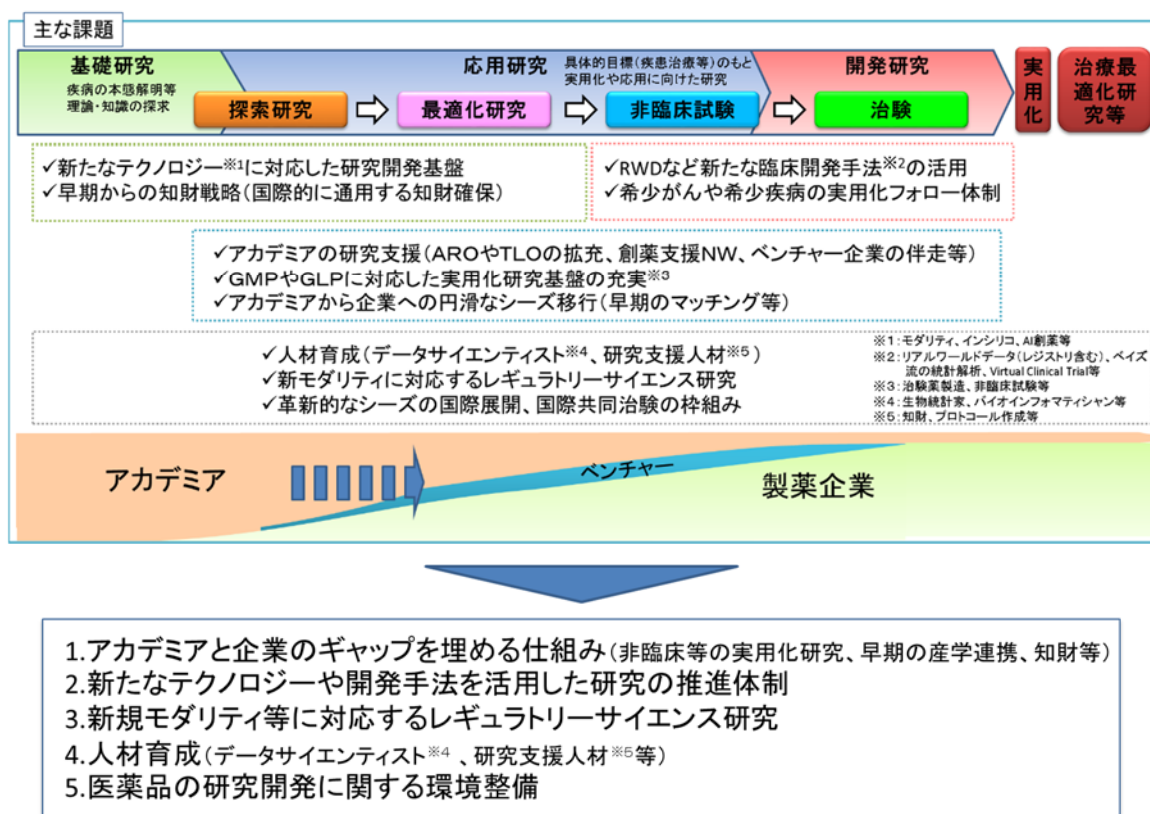 主な課題
基礎研究
疾病の本態解明等
理論・知識の探求
応用研究
具体的目標(疾患治療等)のもと
実用化や応用に向けた研究
開発研究
探索研究
最適化研究
非臨床試験
治験
実用化
治療最適化研究等
✓新たなテクノロジー※1に対応した研究開発基盤
✓早期からの知財戦略(国際的に通用する知財確保)
✓RWDなど新たな臨床開発手法※2の活用
✓希少がんや希少疾病の実用化フォロー体制
✓アカデミアの研究支援(AROやTLOの拡充、創薬支援NW、ベンチャー企業の伴走等)
✓GMPやGLPに対応した実用化研究基盤の充実※3
✓アカデミアから企業への円滑なシーズ移行(早期のマッチング等)
✓人材育成(データサイエンティスト※4、研究支援人材※5)
✓新モダリティに対応するレギュラトリーサイエンス研究
✓革新的なシーズの国際展開、国際共同治験の枠組み
※1:モダリティ、インシリコ、AI創薬等
※2:リアルワールドデータ(レジストリ含む)、ベイズ
流の統計解析、Virtual Clinical Trial等
※3:治験薬製造、非臨床試験等
※4:生物統計家、バイオインフォマティシャン等
※5:知財、プロトコール作成等
アカデミア
ベンチャー
製薬企業
1.アカデミアと企業のギャップを埋める仕組み(非臨床等の実用化研究、早期の産学連携、知財等)
2.新たなテクノロジーや開発手法を活用した研究の推進体制
3.新規モダリティ等に対応するレギュラトリーサイエンス研究
4.人材育成(データサイエンティスト※4 、研究支援人材※5等)
5.医薬品の研究開発に関する環境整備